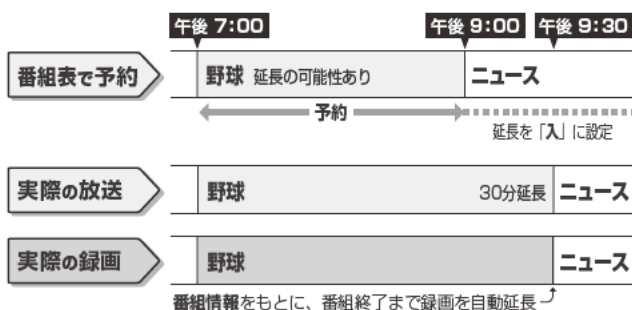 午後 7:00 午後 9:00 午後 9:30
番組表で予約 野球 延長の可能性あり ニュース
予約
延長を「入」に設定
実際の放送 野球 30分延長 ニュース
実際の録画 野球 ニュース
番組情報をもとに、番組終了まで録画を自動延長